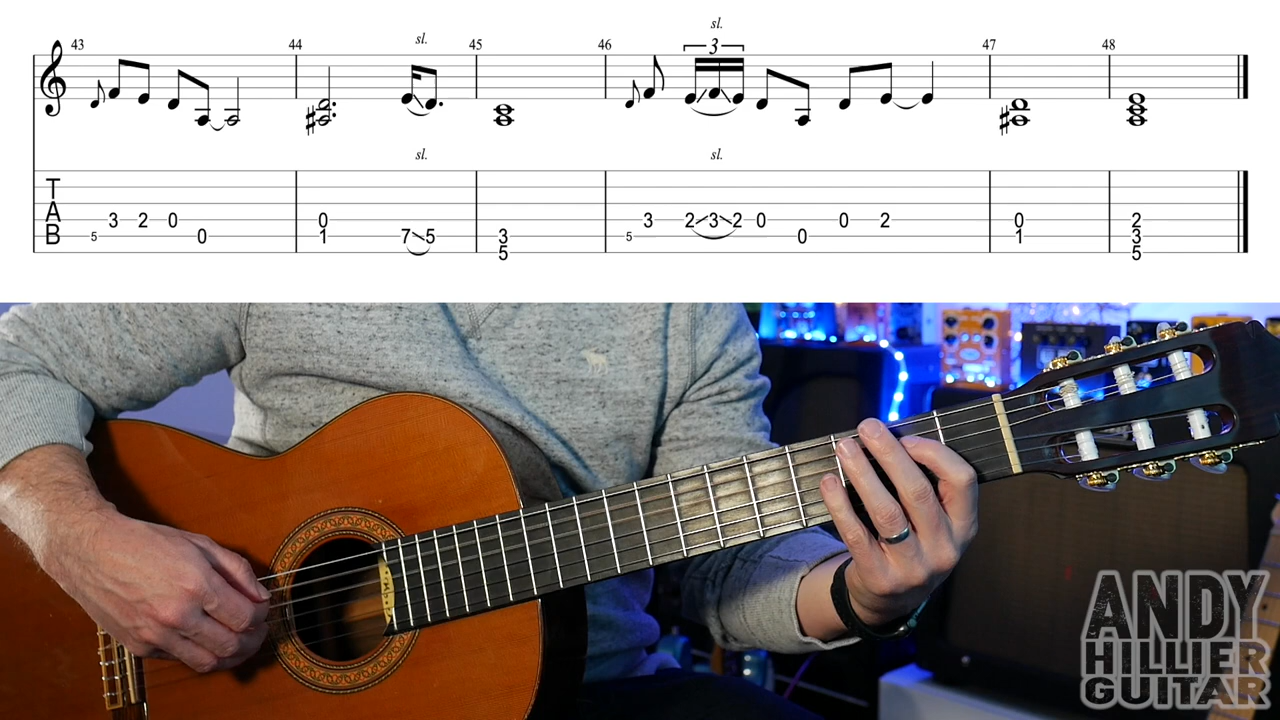 43 44 sl. 45 46 sl. 3 47 48
sl. sl.
T
A 3 2 0 0 3 2 3 2 0 0 2 0 2
B 5 0 1 7 5 3 5 0 1 3
5 5
ANDY
HILLIER
GUITAR